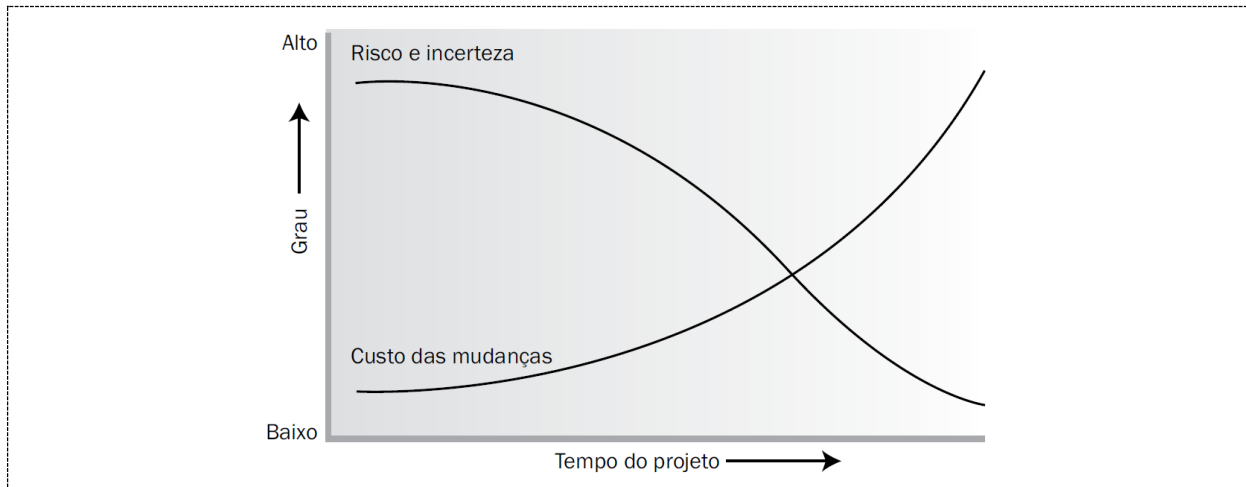 Alto
Risco e incerteza
Grau
Custo das mudanças
Baixo
Tempo do projeto